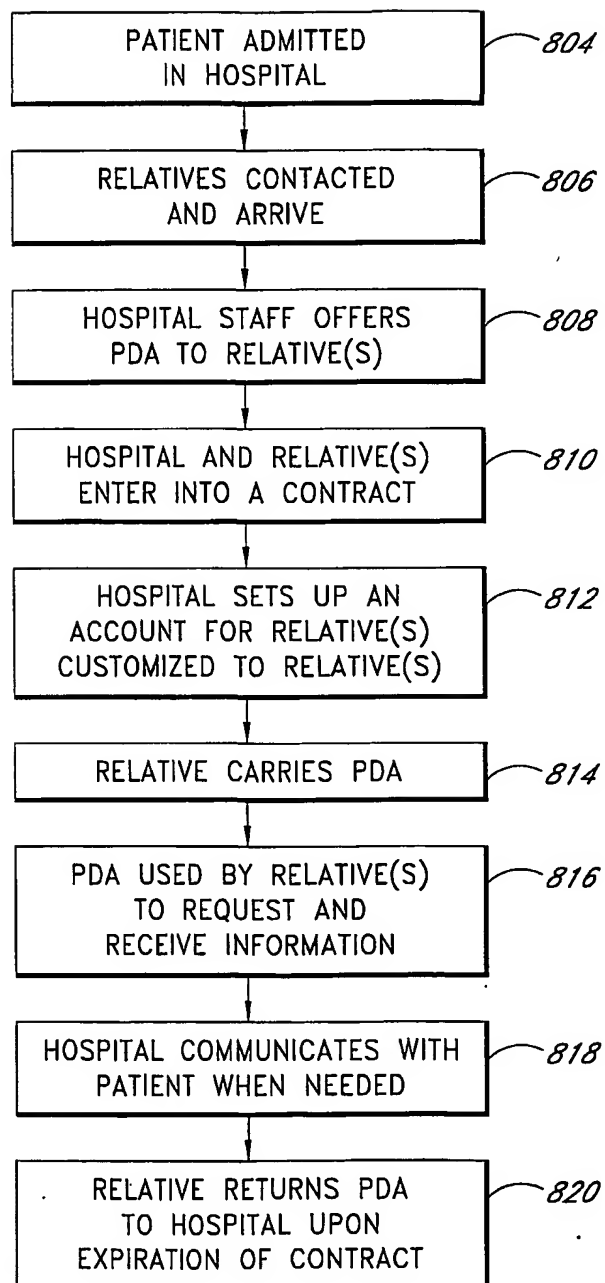 PATIENT ADMITTED
IN HOSPITAL
804
RELATIVES CONTACTED
AND ARRIVE
806
HOSPITAL STAFF OFFERS
PDA TO RELATIVE(S)
808
HOSPITAL AND RELATIVE(S)
ENTER INTO A CONTRACT
810
HOSPITAL SETS UP AN
ACCOUNT FOR RELATIVE(S)
CUSTOMIZED TO RELATIVE(S)
812
RELATIVE CARRIES PDA
814
PDA USED BY RELATIVE(S)
TO REQUEST AND
RECEIVE INFORMATION
816
HOSPITAL COMMUNICATES WITH
PATIENT WHEN NEEDED
818
RELATIVE RETURNS PDA
TO HOSPITAL UPON
EXPIRATION OF CONTRACT
820